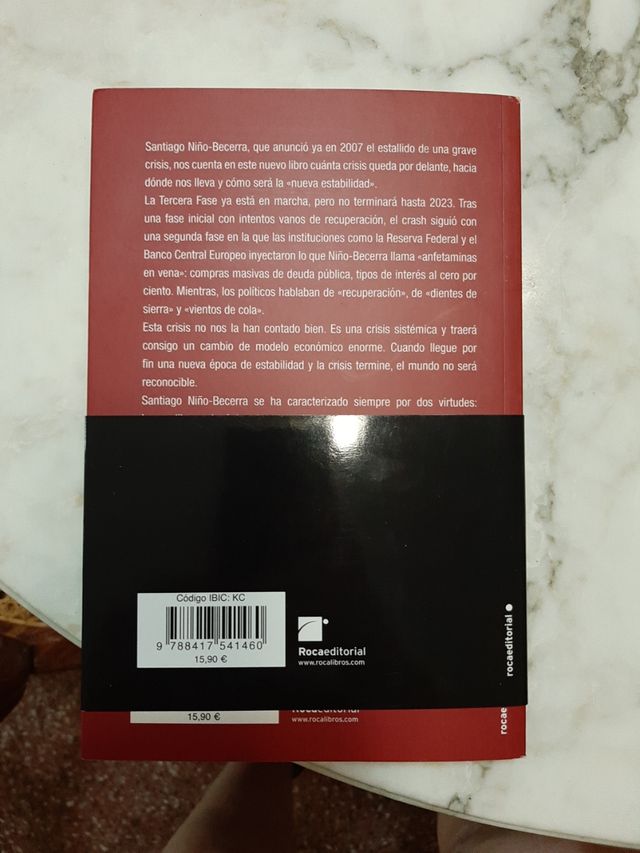 Santiago Niño-Becerra, que anunció ya en 2007 el estallido de una grave
crisis, nos cuenta en este nuevo libro cuánta crisis queda por delante, hacia
dónde nos lleva y cómo será la «nueva estabilidad».
La Tercera Fase ya está en marcha, pero no terminará hasta 2023. Tras
una fase inicial con intentos vanos de recuperación, el crash siguió con
una segunda fase en la que las instituciones como la Reserva Federal y el
Banco Central Europeo inyectaron lo que Niño-Becerra llama «anfetaminas
en vena»: compras masivas de deuda pública, tipos de interés al cero por
ciento. Mientras, los políticos hablaban de «recuperación», de «dientes de
sierra» y «vientos de cola».
Esta crisis no nos la han contado bien. Es una crisis sistémica y traerá
consigo un cambio de modelo económico enorme. Cuando llegue por
fin una nueva época de estabilidad y la crisis termine, el mundo no será
reconocible.
Santiago Niño-Becerra se ha caracterizado siempre por dos virtudes:
Código IBIC: KC
9 788417 541460
15,90 €
Rocaeditorial
www.rocalibros.com
rocaeditorial
15,90 €
Rocaeditorial
www.rocalibros.com
rocae